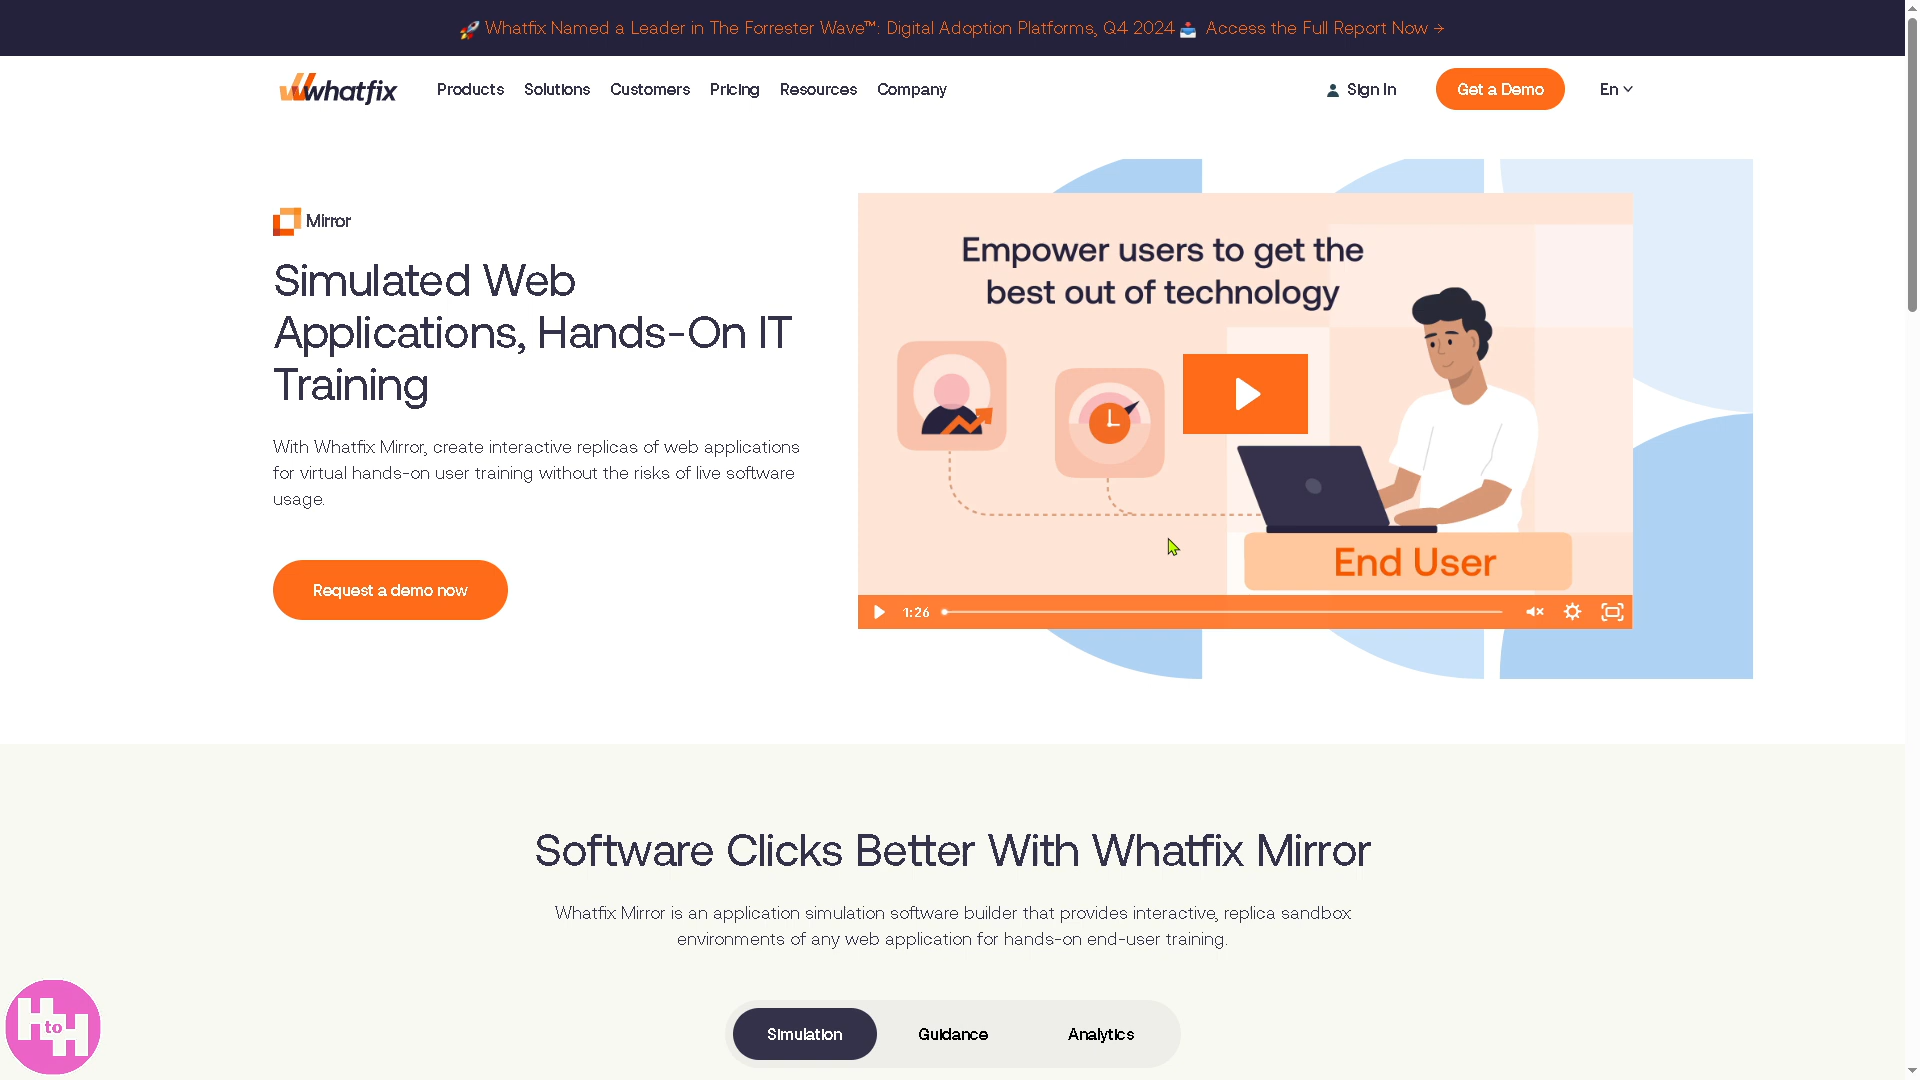 Whatfix Named a Leader in The Forrester Wave™: Digital Adoption Platforms, Q4 2024 Access the Full Report Now →
whatfix Products Solutions Customers Pricing Resources Company Sign In Get a Demo En
Mirror
Simulated Web
Applications, Hands-On IT
Training
With Whatfix Mirror, create interactive replicas of web applications
for virtual hands-on user training without the risks of live software
usage.
Request a demo now
Empower users to get the
best out of technology
End User
1:26
Software Clicks Better With Whatfix Mirror
Whatfix Mirror is an application simulation software builder that provides interactive, replica sandbox
environments of any web application for hands-on end-user training.
Simulation Guidance Analytics
H to H